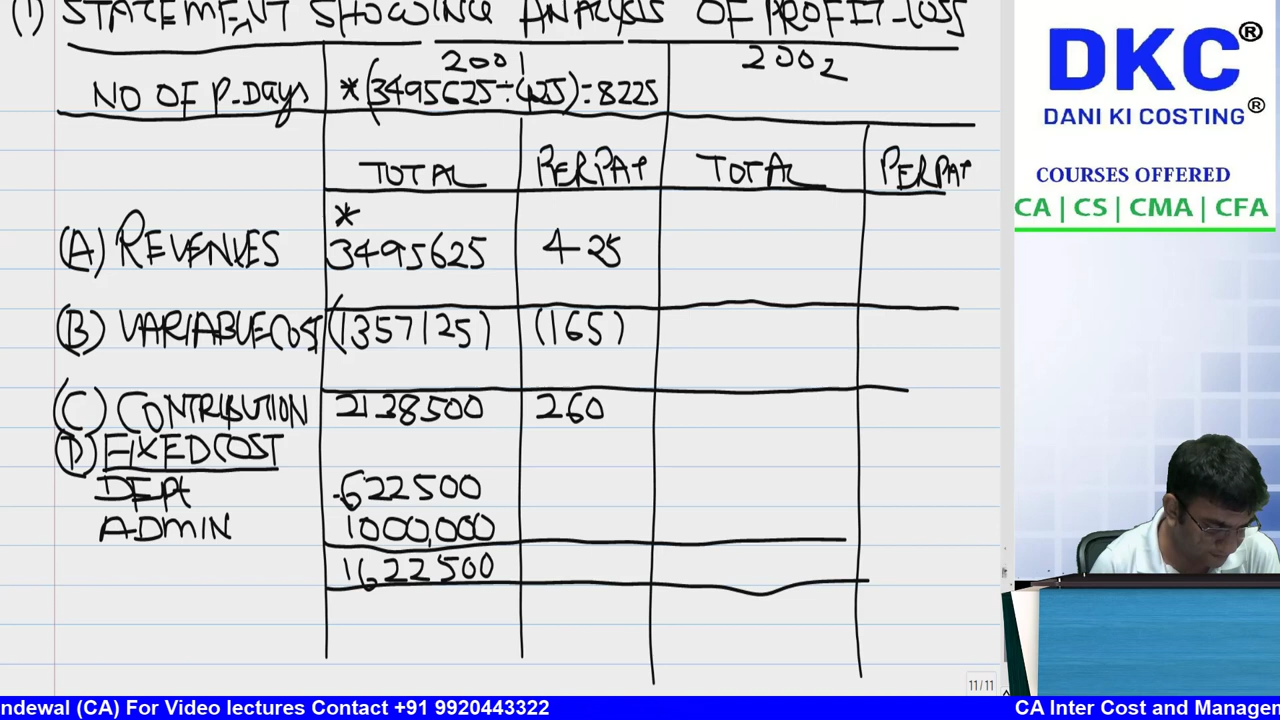 (1) STATEMENT SHOWING ANALYSIS OF PROFIT-LOSS
2001 2002
NO OF P-Days *(3495625÷425)=8225
TOTAL PERPAT TOTAL PERPAT
*
(A) REVENUES 3495625 425
(B) VARIABLE COST (1357125) (165)
(C) CONTRIBUTION 2138500 260
(D) FIXED COST
DEPt 622500
ADMIN 1000,000
1622500
DKC®
DANI KI COSTING®
COURSES OFFERED
CA | CS | CMA | CFA
11/11
ndewal (CA) For Video lectures Contact +91 9920443322 CA Inter Cost and Managen